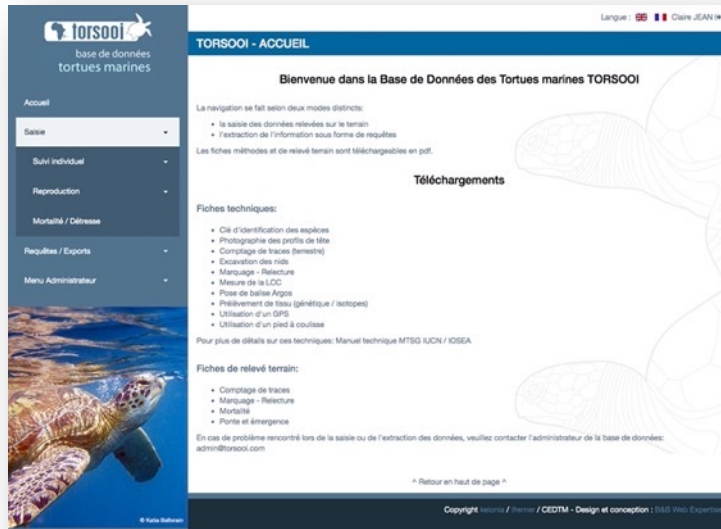 torsooi
base de données
tortues marines
Accueil
Saisie
Suivi individuel
Reproduction
Mortalité / Détresse
Requêtes / Exports
Menu Administrateur
© Katia Ballorain
Langue : Claire JEAN
TORSOOI - ACCUEIL
Bienvenue dans la Base de Données des Tortues marines TORSOOI
La navigation se fait selon deux modes distincts:
la saisie des données relevées sur le terrain
l'extraction de l'information sous forme de requêtes
Les fiches méthodes et de relevé terrain sont téléchargeables en pdf.
Téléchargements
Fiches techniques:
Clé d'identification des espèces
Photographie des profils de tête
Comptage de traces (terrestre)
Excavation des nids
Marquage - Relecture
Mesure de la LCC
Pose de balise Argos
Prélèvement de tissu (génétique / isotopes)
Utilisation d'un GPS
Utilisation d'un pied à coulisse
Pour plus de détails sur ces techniques: Manuel technique MTSG IUCN / IOSEA
Fiches de relevé terrain:
Comptage de traces
Marquage - Relecture
Mortalité
Ponte et émergence
En cas de problème rencontré lors de la saisie ou de l'extraction des données, veuillez contacter l'administrateur de la base de données:
admin@torsooi.com
^ Retour en haut de page ^
Copyright kelonia / Ifremer / CEDTM - Design et conception : B&B Web Expertise